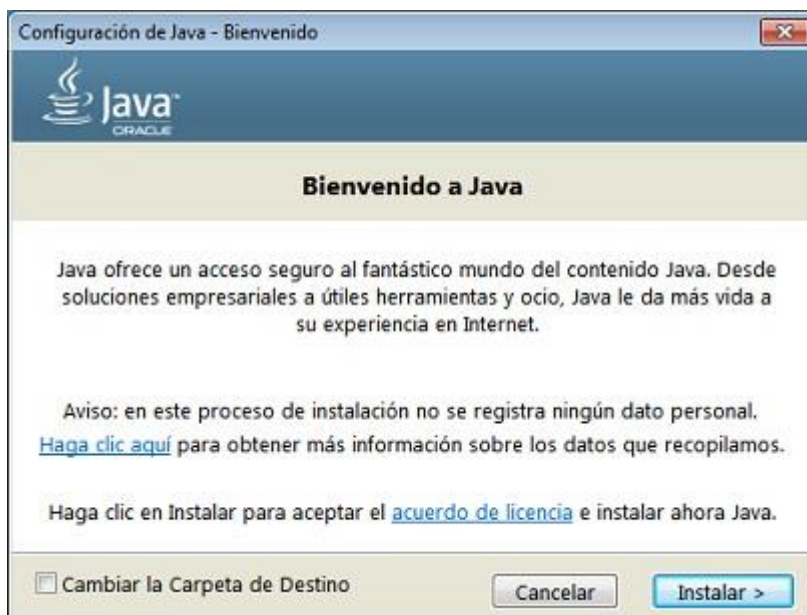 Configuración de Java - Bienvenido
Java™
ORACLE
Bienvenido a Java
Java ofrece un acceso seguro al fantástico mundo del contenido Java. Desde
soluciones empresariales a útiles herramientas y ocio, Java le da más vida a
su experiencia en Internet.
Aviso: en este proceso de instalación no se registra ningún dato personal.
Haga clic aquí para obtener más información sobre los datos que recopilamos.
Haga clic en Instalar para aceptar el acuerdo de licencia e instalar ahora Java.
Cambiar la Carpeta de Destino
Cancelar
Instalar >